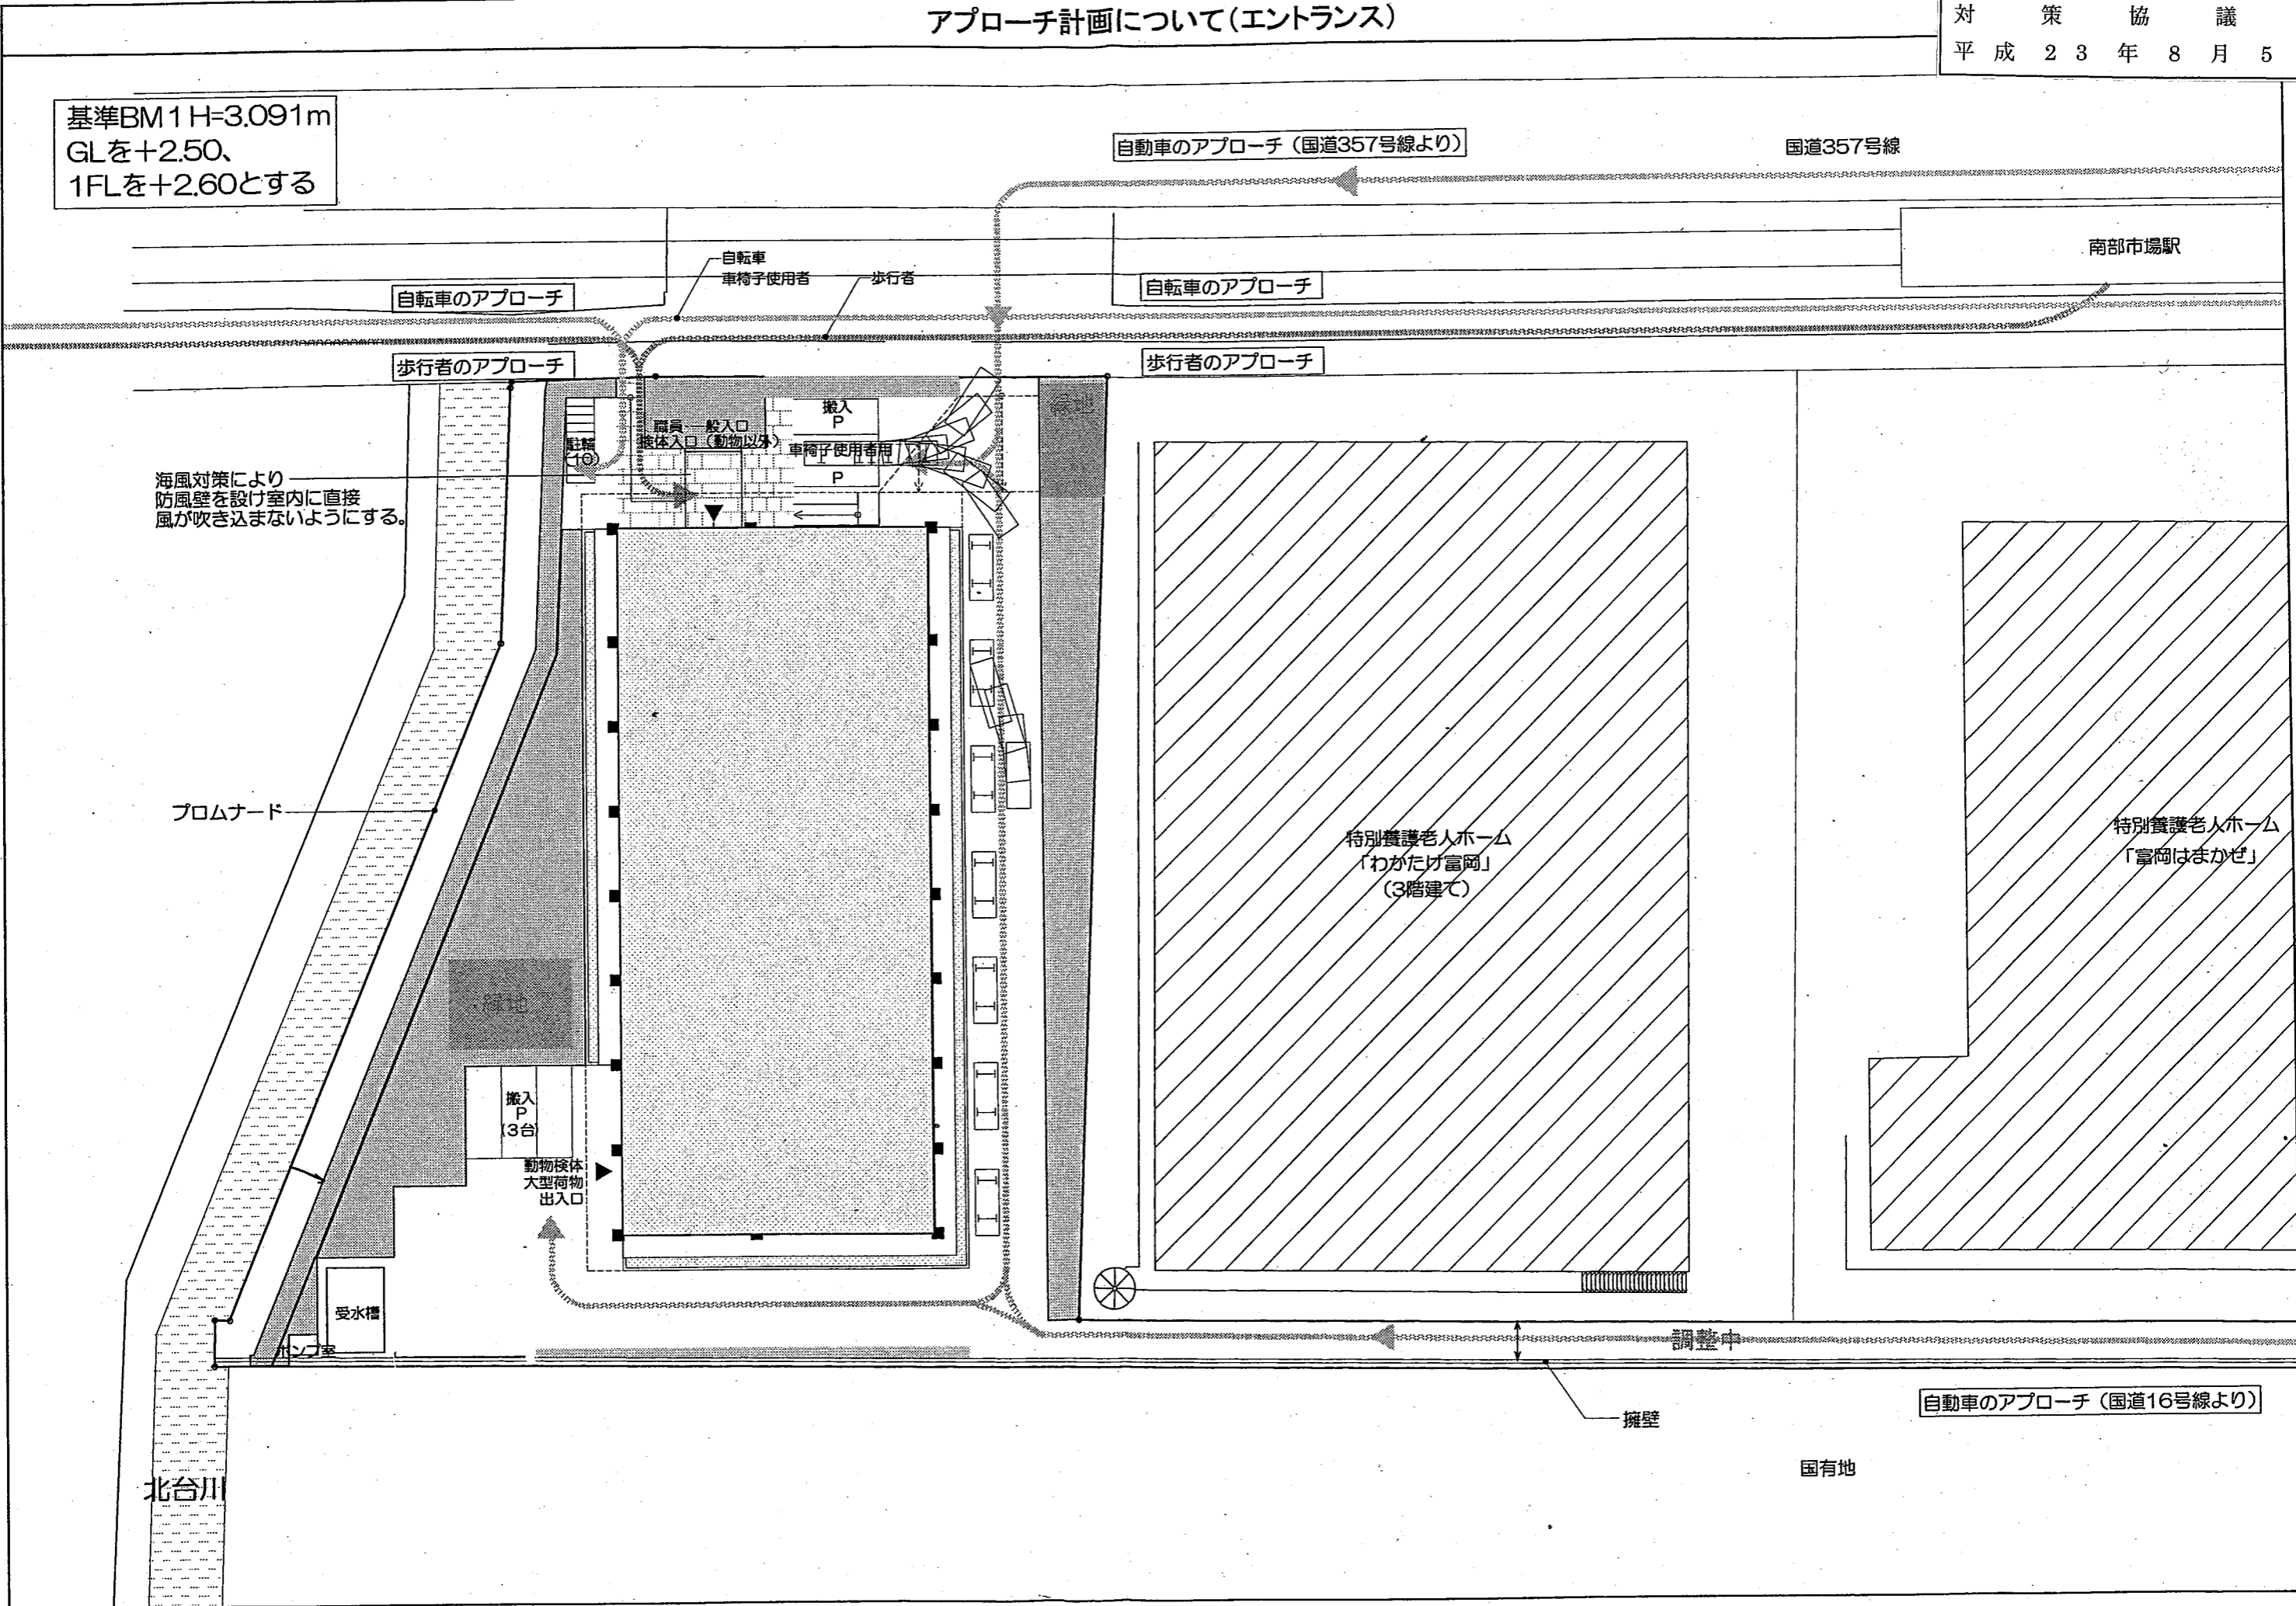 アプローチ計画について(エントランス)
対策協議
平成23年8月5
基準BM1 H=3.091m
GLを+2.50、
1FLを+2.60とする
自動車のアプローチ（国道357号線より）
国道357号線
南部市場駅
自転車
車椅子使用者
歩行者
自転車のアプローチ
自転車のアプローチ
歩行者のアプローチ
歩行者のアプローチ
緑地
搬入
P
職員 一般入口
検体入口（動物以外）
駐輪
(10)
車椅子使用者用
P
海風対策により
防風壁を設け室内に直接
風が吹き込まないようにする。
プロムナード
特別養護老人ホーム
「わかたけ富岡」
(3階建て)
特別養護老人ホーム
「富岡はまかぜ」
緑地
搬入
P
(3台)
動物検体
大型荷物
出入口
受水槽
ポンプ室
調整中
自動車のアプローチ（国道16号線より）
擁壁
国有地
北台川